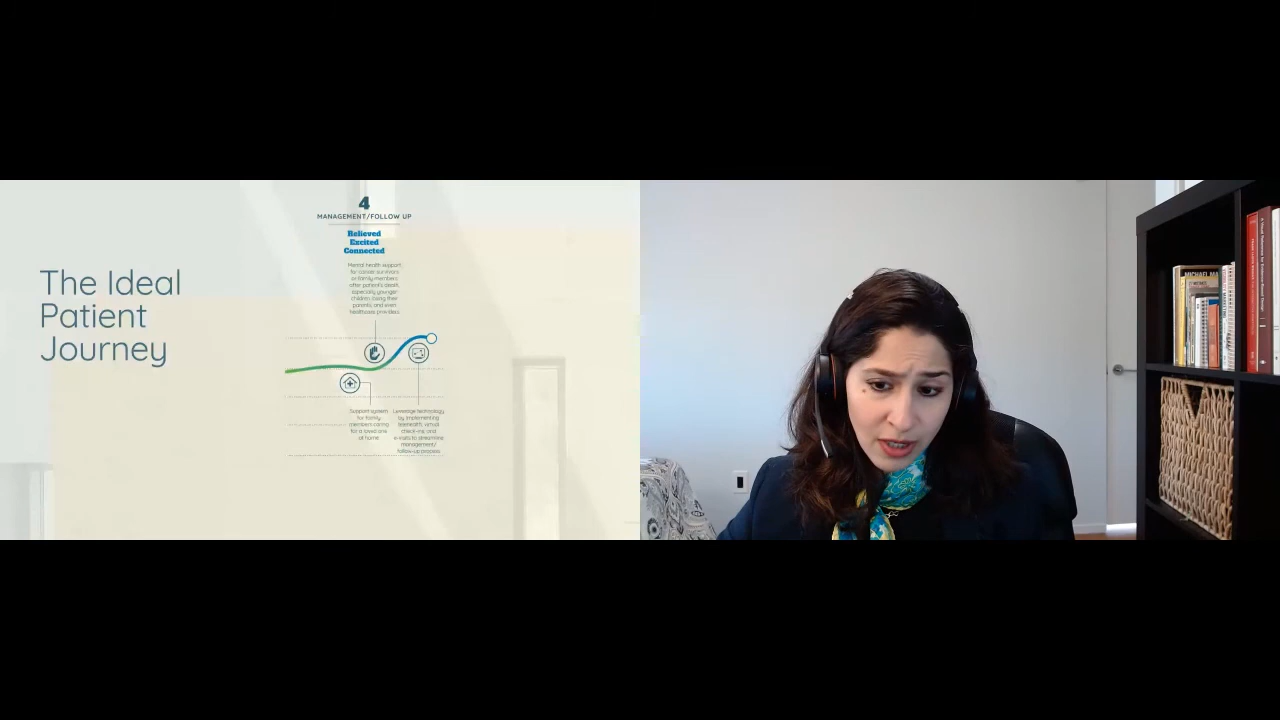 The Ideal
Patient
Journey
4
MANAGEMENT/FOLLOW UP
Relieved
Excited
Connected
Mental health support
for cancer survivors
or family members
after patient's death,
especially younger
children, losing their
parents, and even
healthcare providers
Support system
for family
members caring
for a loved one
at home
Leverage technology
by implementing
telehealth, virtual
check-ins, and
e-visits to streamline
management/
follow-up process
MICHAEL